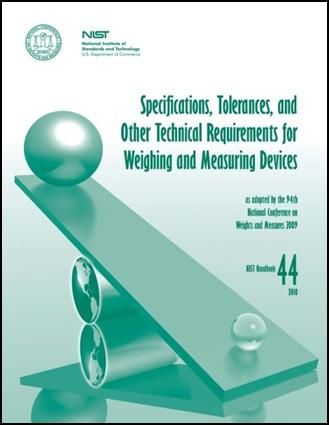 NIST
National Institute of
Standards and Technology
U.S. Department of Commerce
Specifications, Tolerances, and
Other Technical Requirements for
Weighing and Measuring Devices
as adopted by the 94th
National Conference on
Weights and Measures 2009
NIST Handbook 44
2010